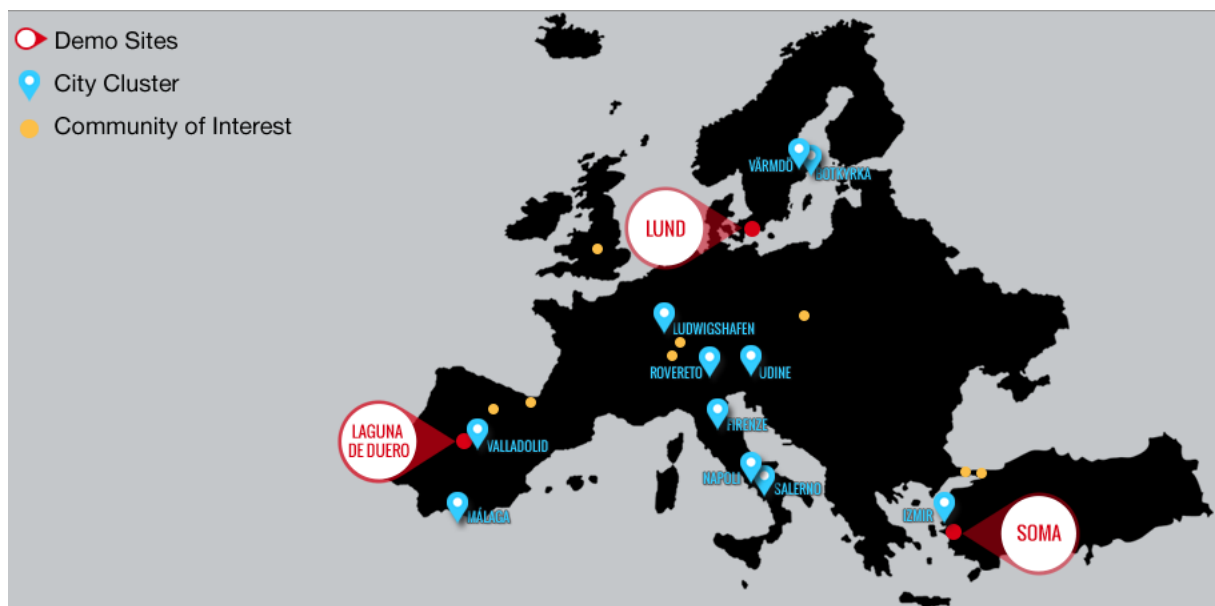 Demo Sites
City Cluster
Community of Interest
VÄRMDÖ
BOTKYRKA
LUND
LUDWIGSHAFEN
ROVERETO
UDINE
FIRENZE
LAGUNA
DE DUERO
VALLADOLID
NAPOLI
SALERNO
MÁLAGA
IZMIR
SOMA